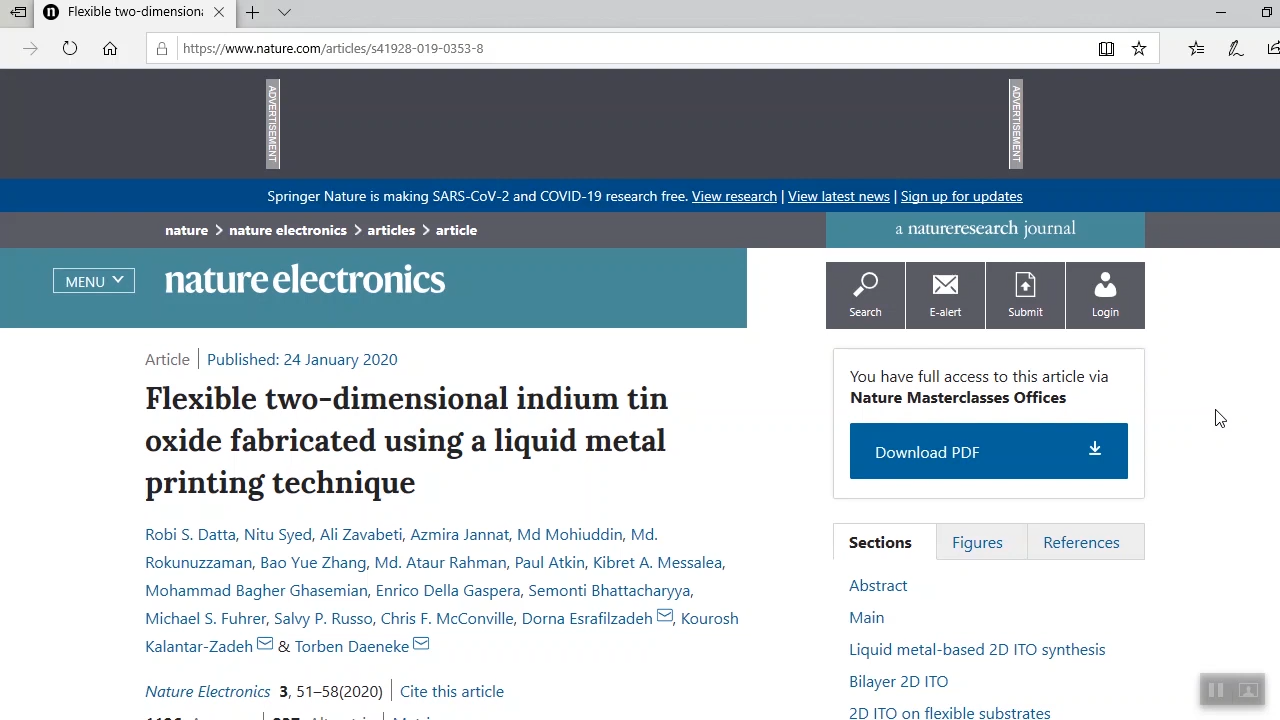 Flexible two-dimensiona
https://www.nature.com/articles/s41928-019-0353-8
ADVERTISEMENT
ADVERTISEMENT
Springer Nature is making SARS-CoV-2 and COVID-19 research free. View research | View latest news | Sign up for updates
nature > nature electronics > articles > article
a natureresearch journal
MENU
nature electronics
Search
E-alert
Submit
Login
Article | Published: 24 January 2020
Flexible two-dimensional indium tin
oxide fabricated using a liquid metal
printing technique
Robi S. Datta, Nitu Syed, Ali Zavabeti, Azmira Jannat, Md Mohiuddin, Md.
Rokunuzzaman, Bao Yue Zhang, Md. Ataur Rahman, Paul Atkin, Kibret A. Messalea,
Mohammad Bagher Ghasemian, Enrico Della Gaspera, Semonti Bhattacharyya,
Michael S. Fuhrer, Salvy P. Russo, Chris F. McConville, Dorna Esrafilzadeh, Kourosh
Kalantar-Zadeh & Torben Daeneke
Nature Electronics 3, 51–58(2020) | Cite this article
You have full access to this article via
Nature Masterclasses Offices
Download PDF
Sections
Figures
References
Abstract
Main
Liquid metal-based 2D ITO synthesis
Bilayer 2D ITO
2D ITO on flexible substrates